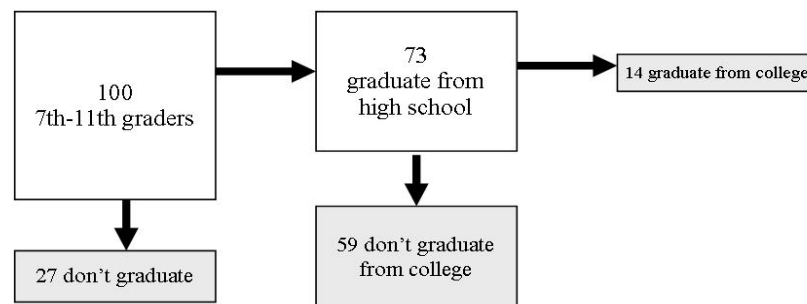 100
7th-11th graders
73
graduate from
high school
14 graduate from college
27 don’t graduate
59 don’t graduate
from college